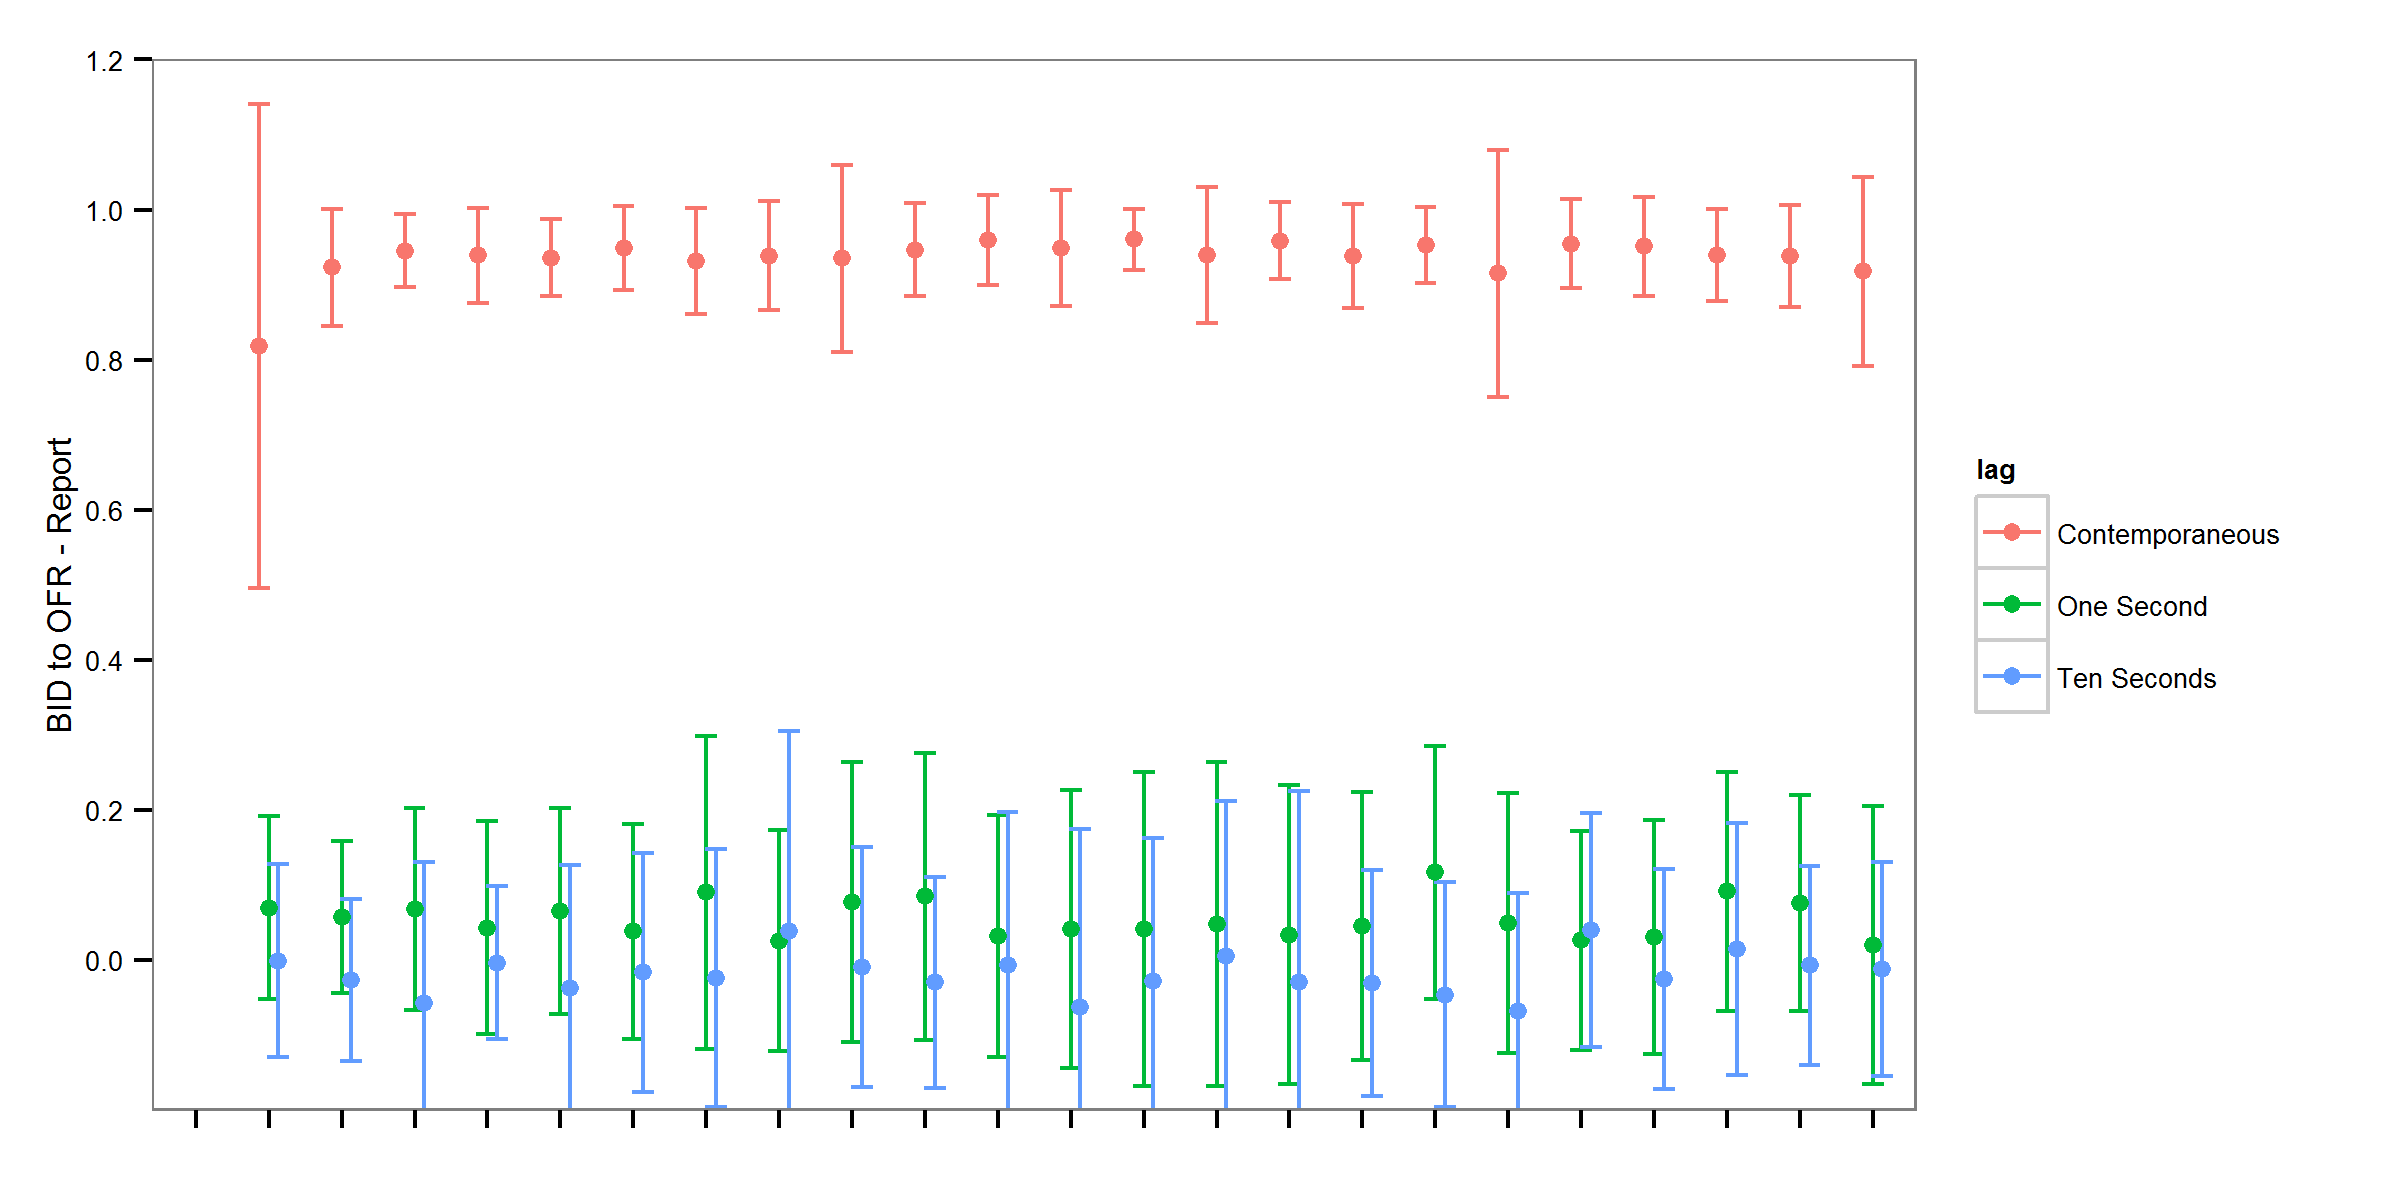 1.2
1.0
0.8
0.6
0.4
0.2
0.0
BID to OFR - Report
lag
Contemporaneous
One Second
Ten Seconds